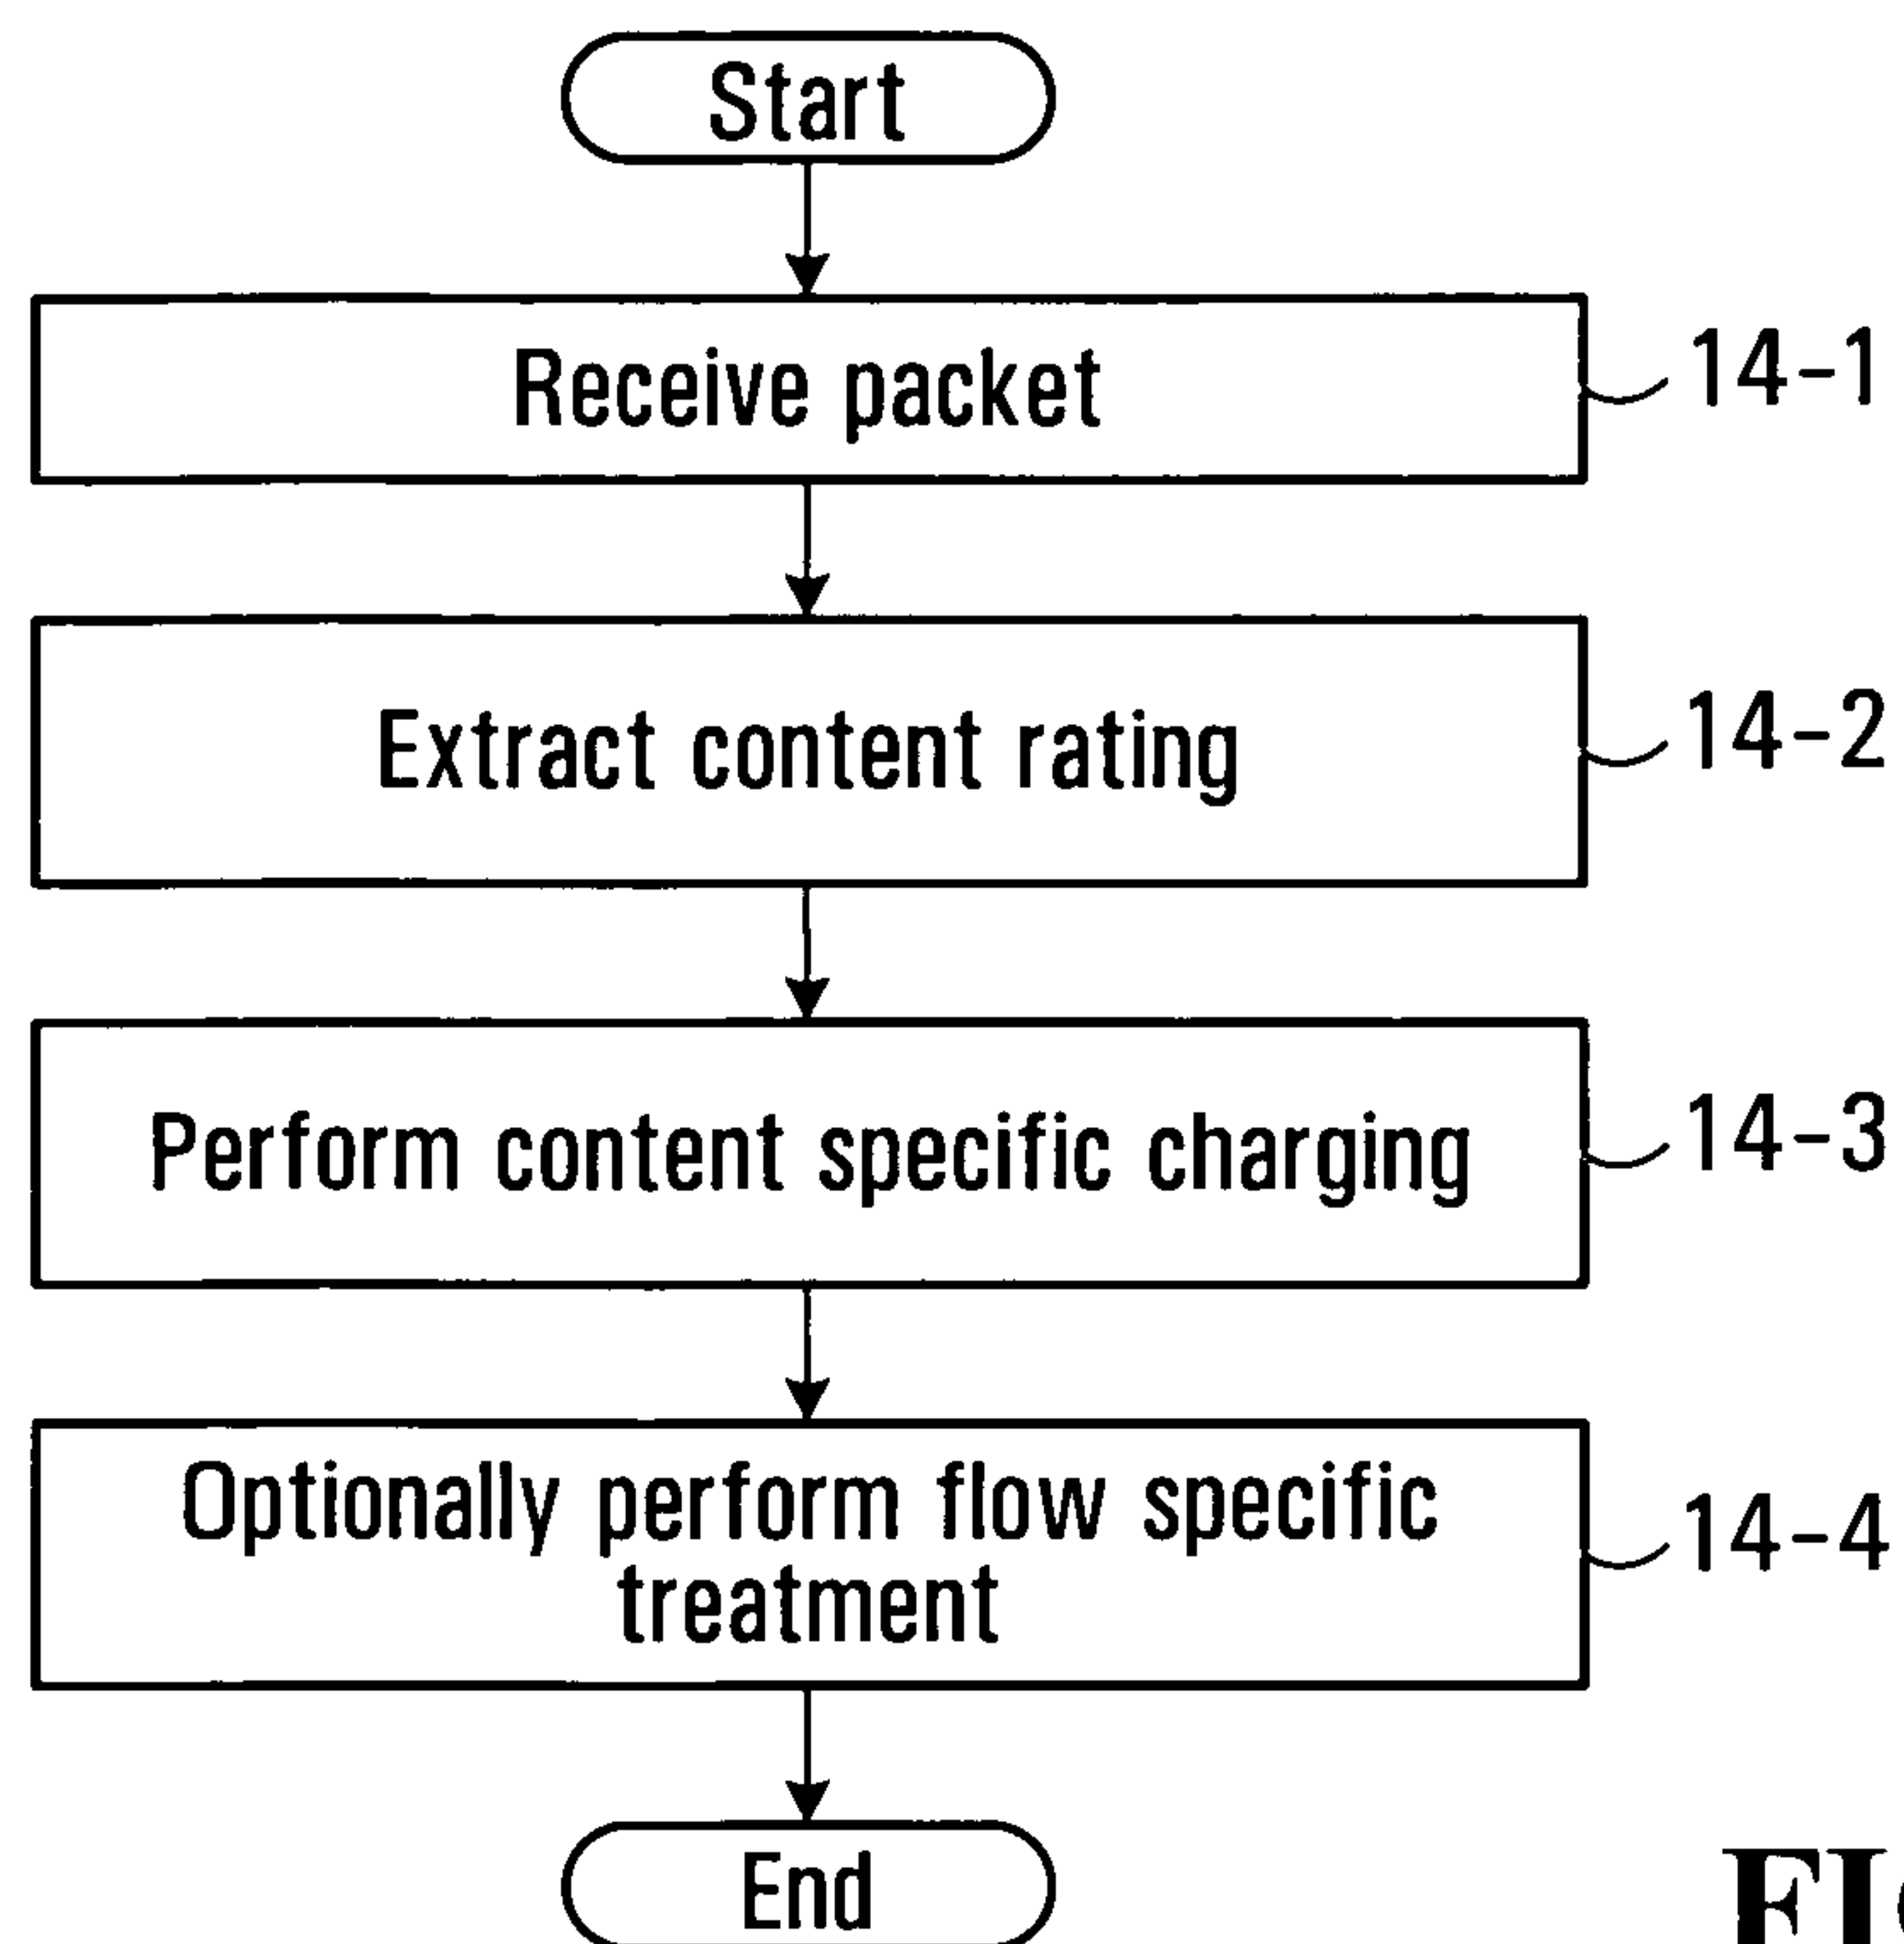 Start
Receive packet
14-1
Extract content rating
14-2
Perform content specific charging
14-3
Optionally perform flow specific
treatment
14-4
End